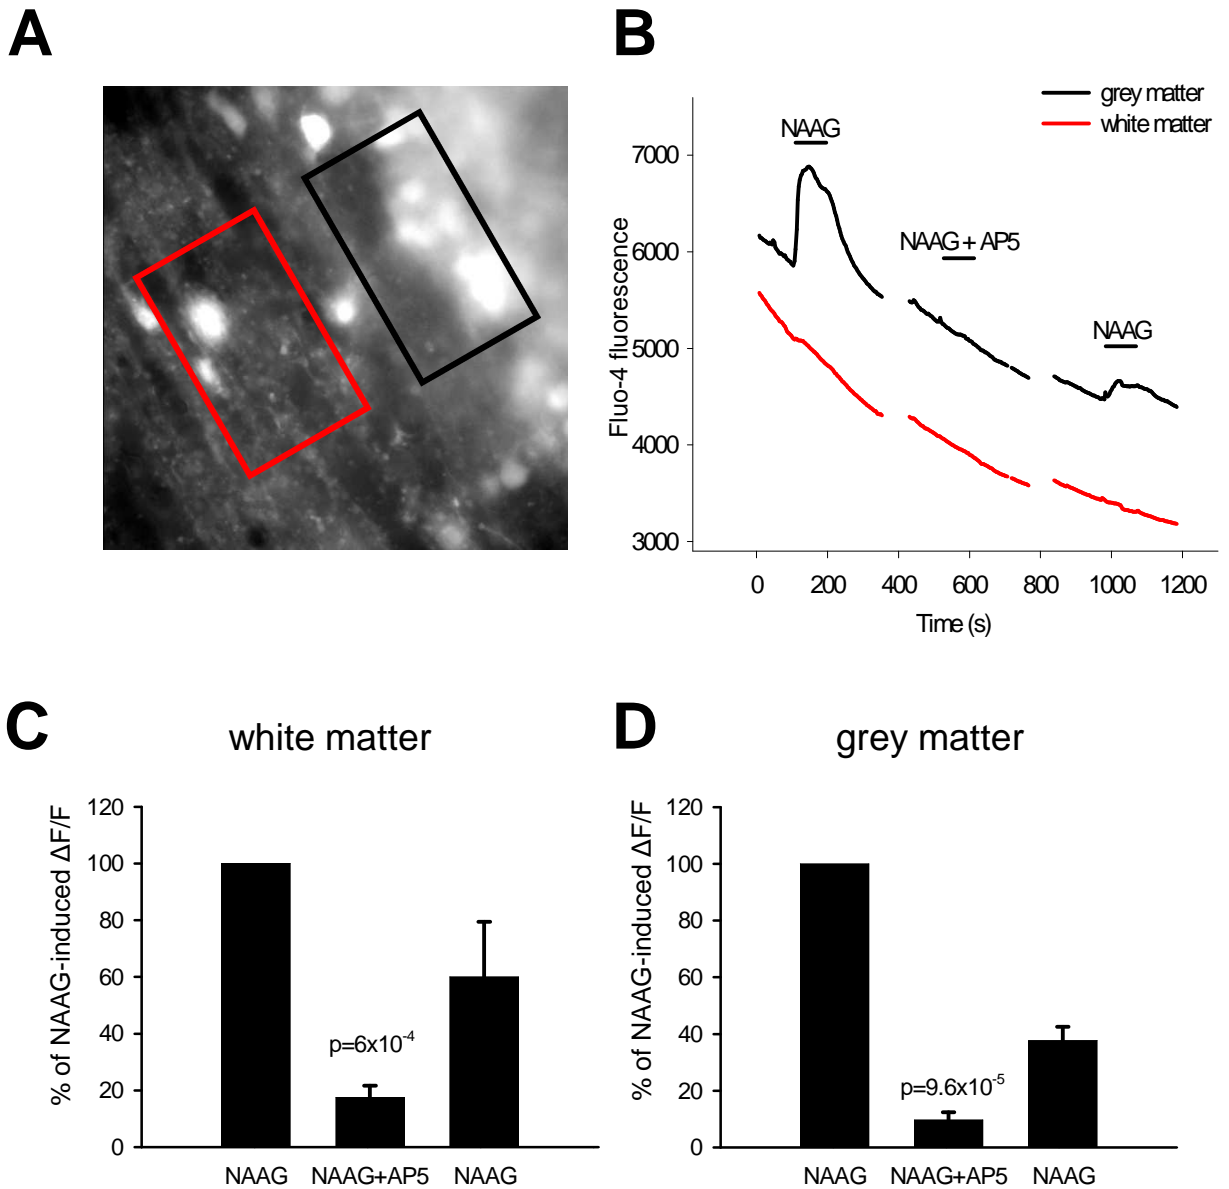 A
B
grey matter
white matter
NAAG
NAAG + AP5
NAAG
7000
6000
5000
4000
3000
Fluo-4 fluorescence
0 200 400 600 800 1000 1200
Time (s)
C
white matter
% of NAAG-induced ΔF/F
120
100
80
60
40
20
0
p=6x10⁻⁴
NAAG NAAG+AP5 NAAG
D
grey matter
% of NAAG-induced ΔF/F
120
100
80
60
40
20
0
p=9.6x10⁻⁵
NAAG NAAG+AP5 NAAG